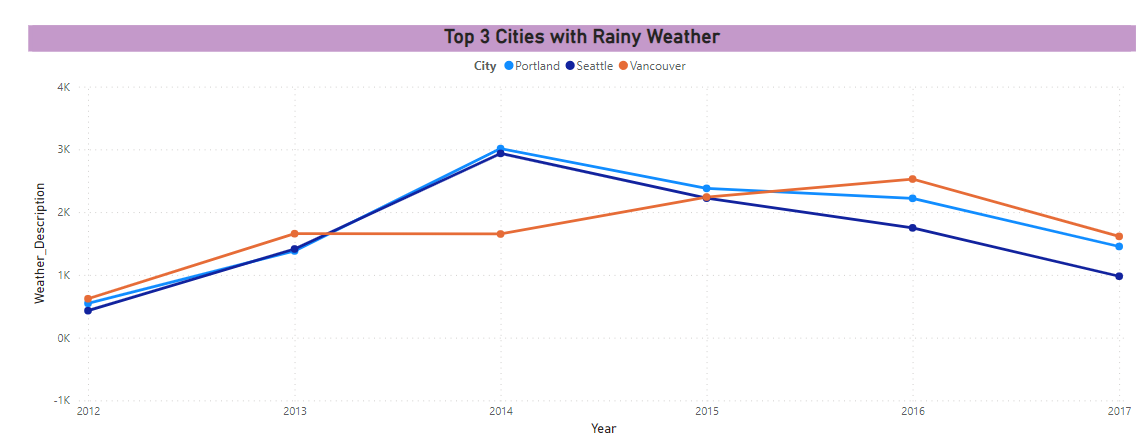 Top 3 Cities with Rainy Weather
City Portland Seattle Vancouver
4K
3K
2K
1K
0K
-1K
Weather_Description
2012 2013 2014 2015 2016 2017
Year